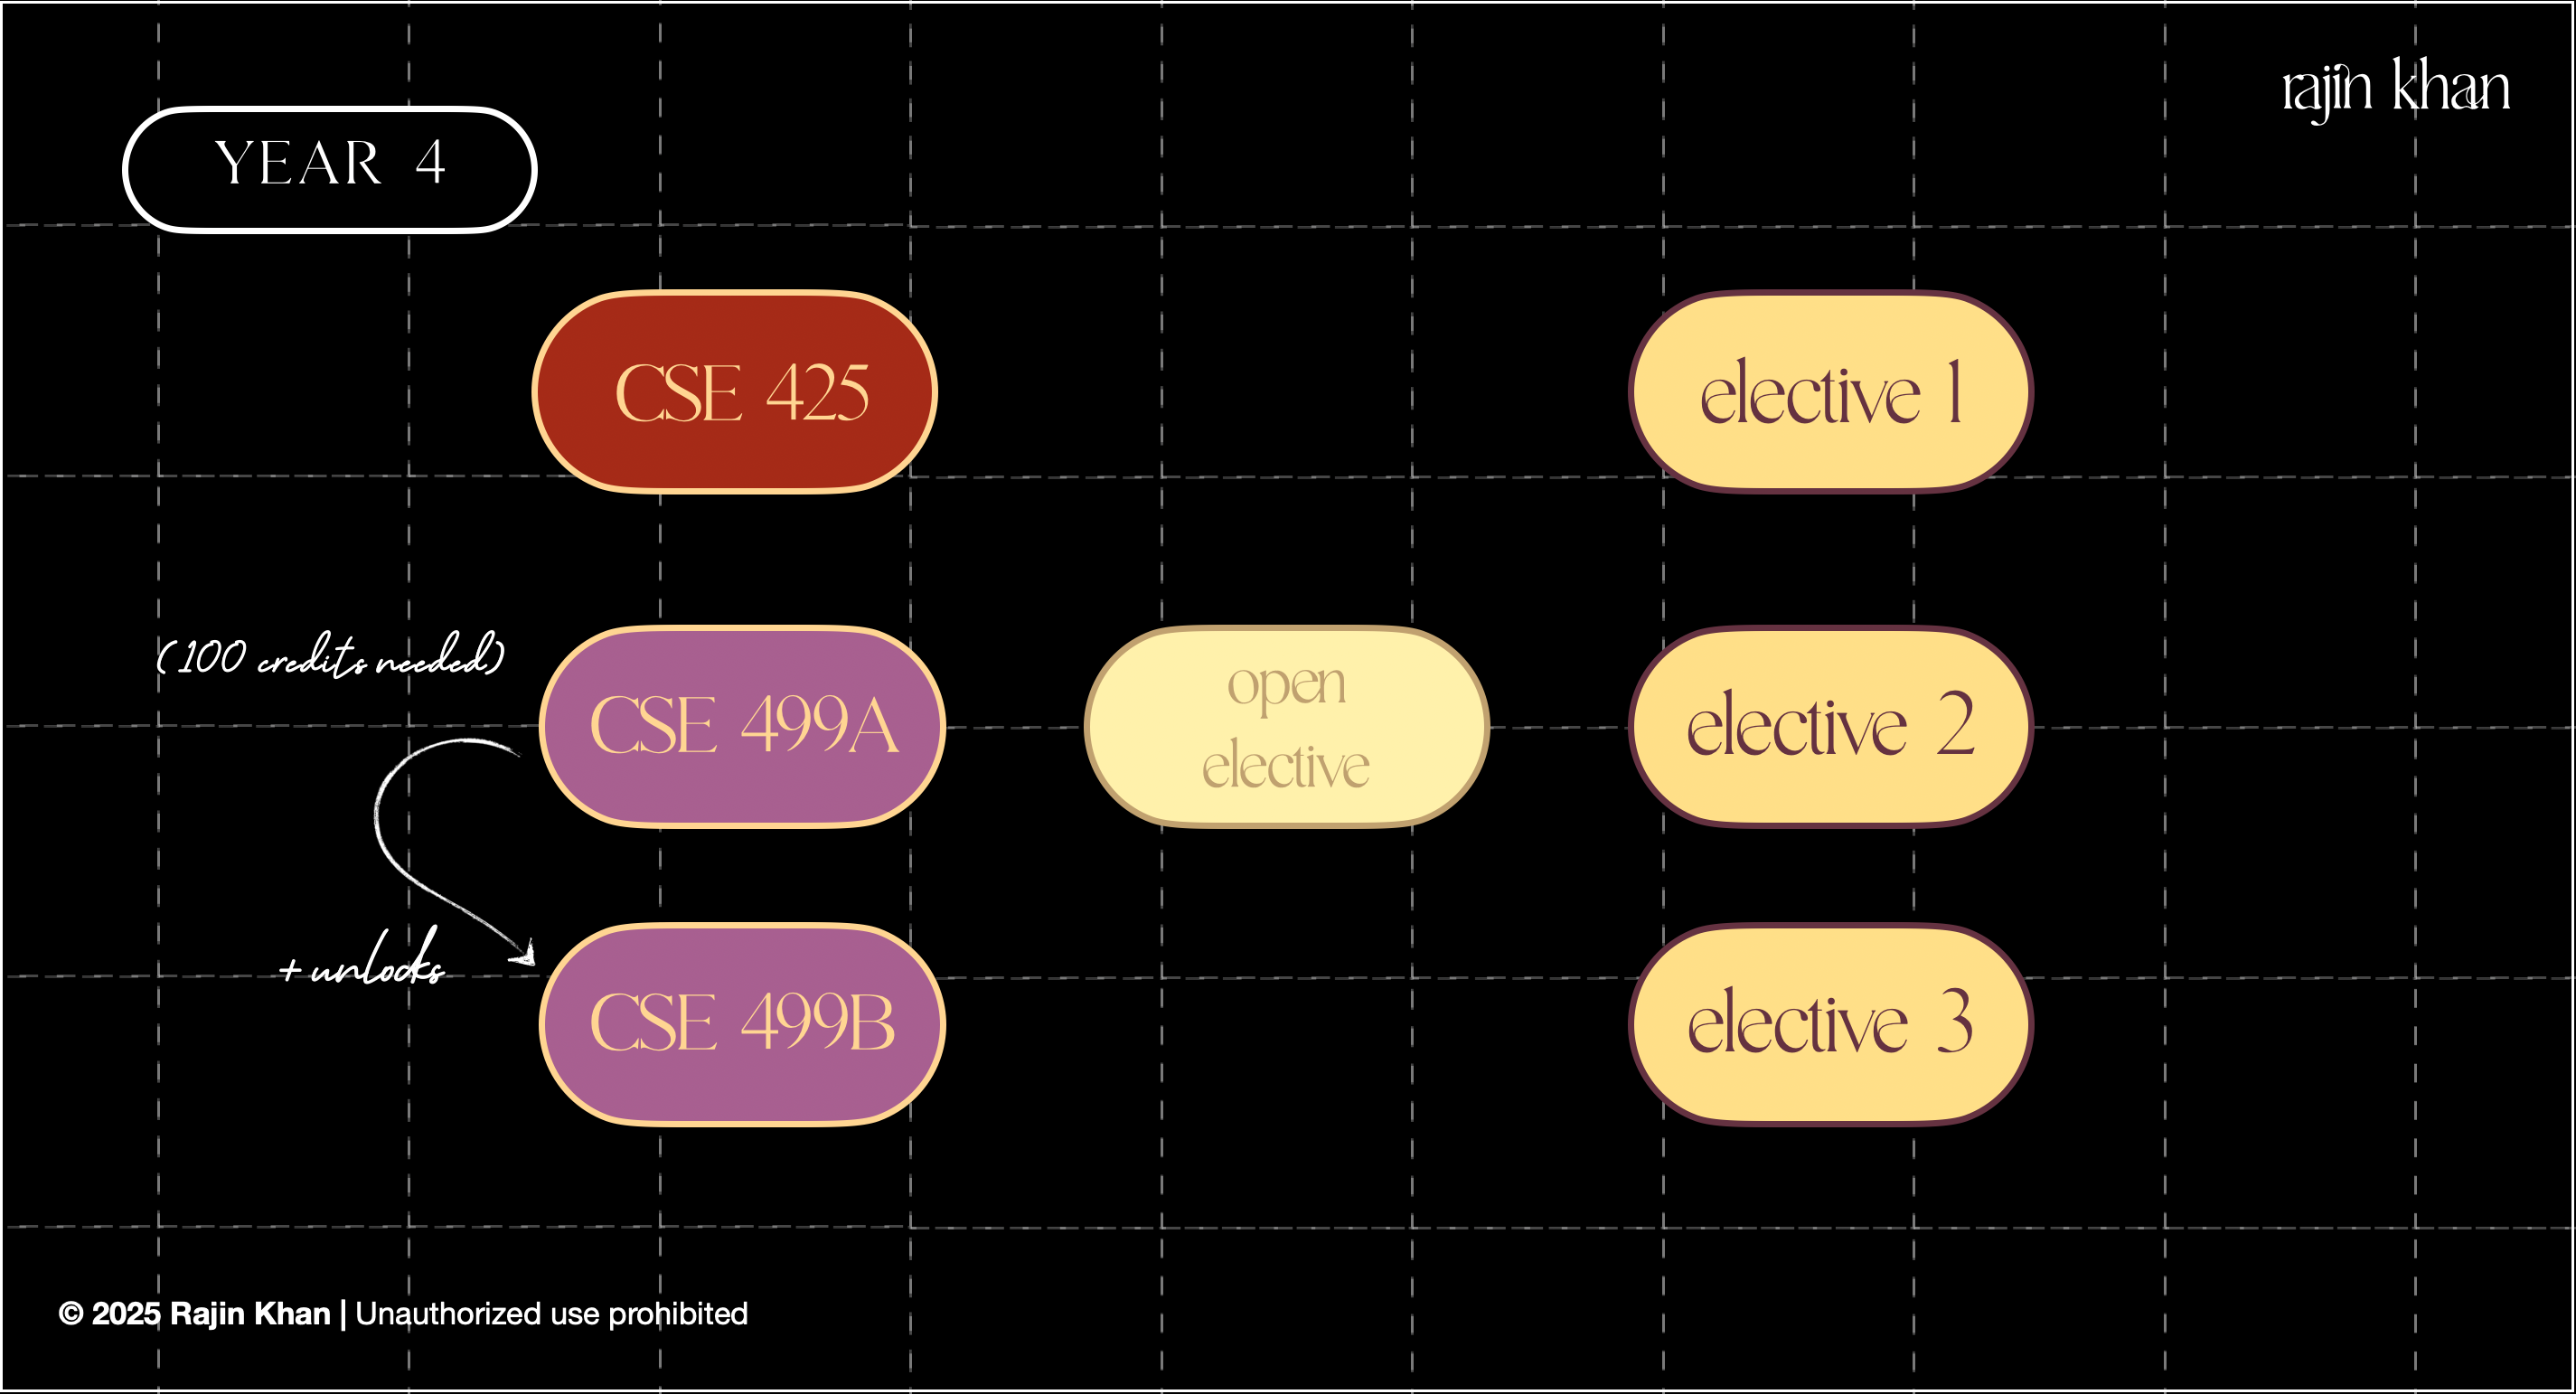 rajin khan
YEAR 4
CSE 425
elective 1
(100 credits needed)
CSE 499A
open
elective
elective 2
+ unlocks
CSE 499B
elective 3
© 2025 Rajin Khan | Unauthorized use prohibited